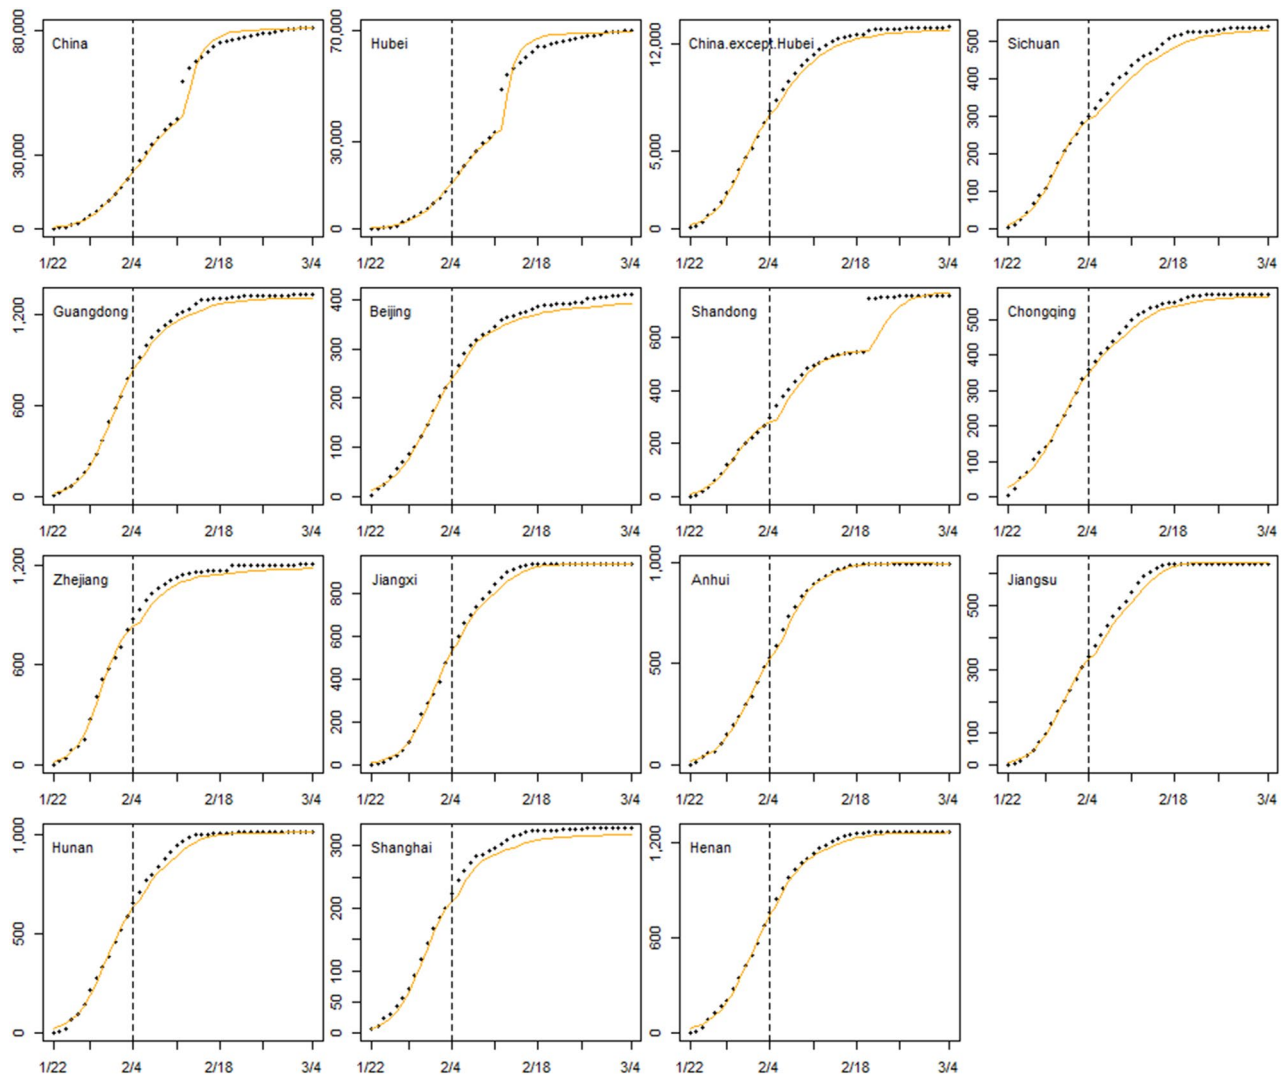 China
80,000
30,000
0
1/22 2/4 2/18 3/4
Hubei
70,000
30,000
0
1/22 2/4 2/18 3/4
China.except.Hubei
12,000
5,000
0
1/22 2/4 2/18 3/4
Sichuan
500
400
300
200
100
0
1/22 2/4 2/18 3/4
Guangdong
1,200
600
0
1/22 2/4 2/18 3/4
Beijing
400
300
200
100
0
1/22 2/4 2/18 3/4
Shandong
600
400
200
0
1/22 2/4 2/18 3/4
Chongqing
500
400
300
200
100
0
1/22 2/4 2/18 3/4
Zhejiang
1,200
600
0
1/22 2/4 2/18 3/4
Jiangxi
800
600
400
200
0
1/22 2/4 2/18 3/4
Anhui
1,000
500
0
1/22 2/4 2/18 3/4
Jiangsu
500
300
100
0
1/22 2/4 2/18 3/4
Hunan
1,000
500
0
1/22 2/4 2/18 3/4
Shanghai
300
200
100
50
0
1/22 2/4 2/18 3/4
Henan
1,200
600
0
1/22 2/4 2/18 3/4